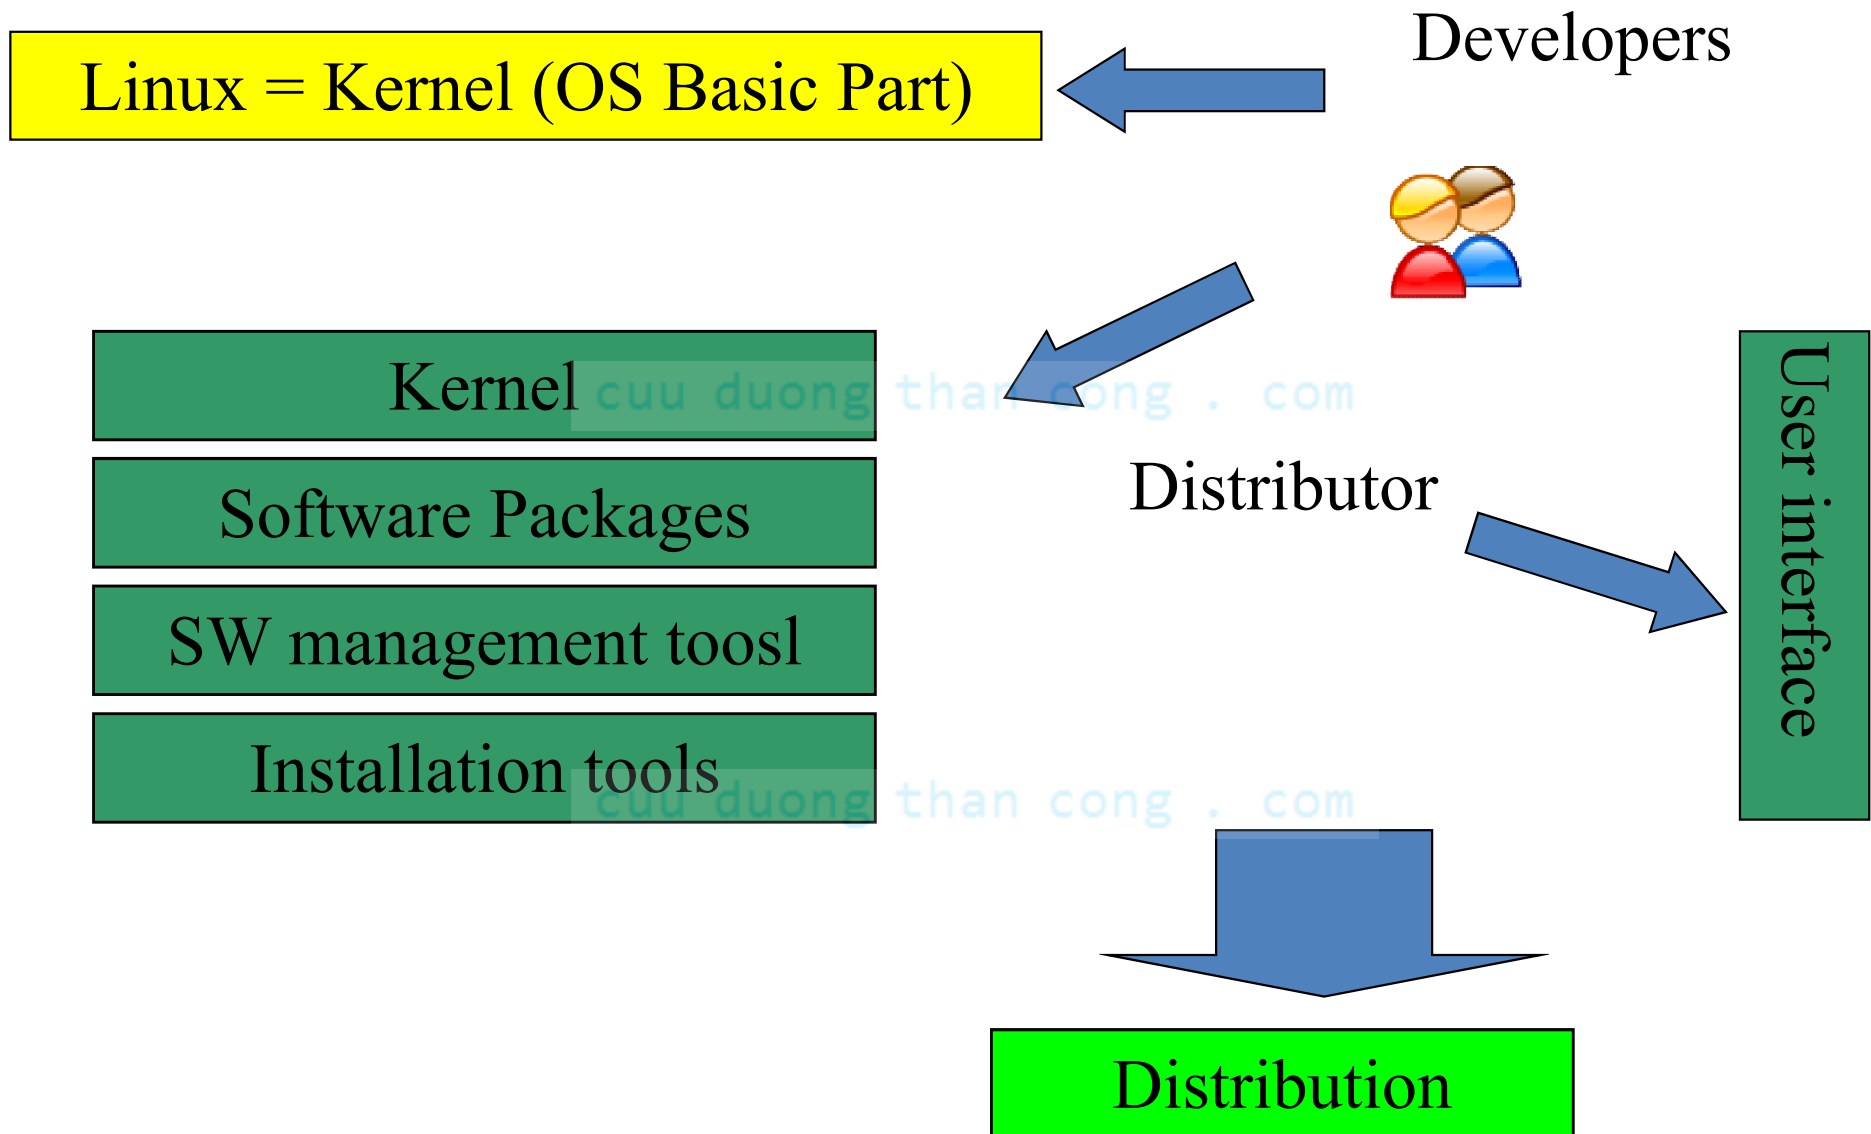 Developers
Linux = Kernel (OS Basic Part)
Kernel
cuu duong than cong . com
Software Packages
Distributor
User interface
SW management toosl
Installation tools
cuu duong than cong . com
Distribution